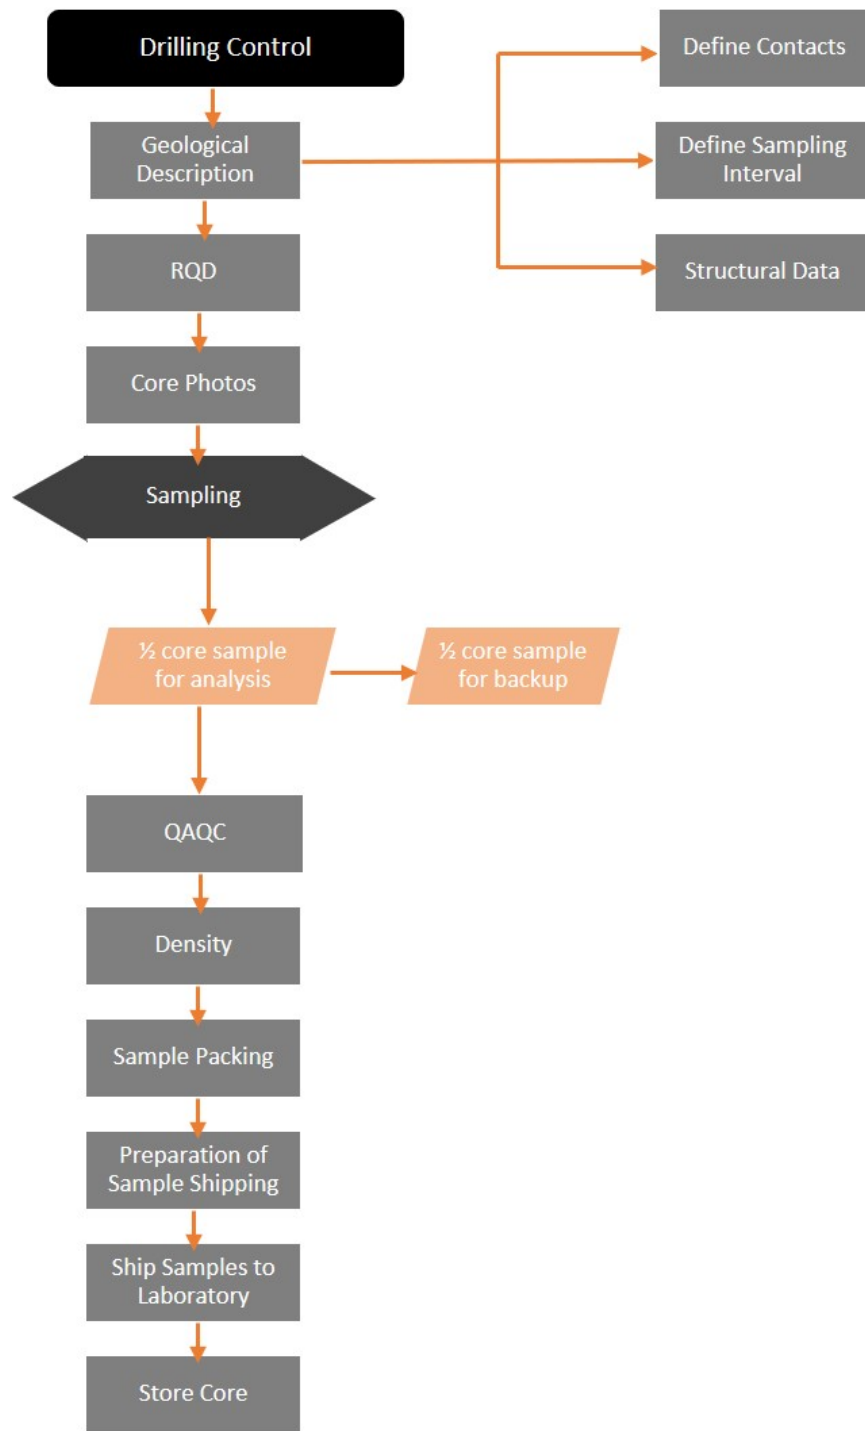 Drilling Control
Define Contacts
Geological
Description
Define Sampling
Interval
RQD
Structural Data
Core Photos
Sampling
½ core sample
for analysis
½ core sample
for backup
QAQC
Density
Sample Packing
Preparation of
Sample Shipping
Ship Samples to
Laboratory
Store Core